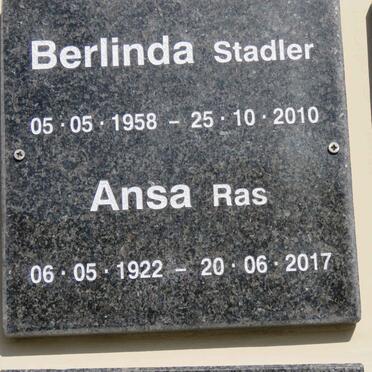 Berlinda Stadler
05 · 05 · 1958 - 25 · 10 · 2010
Ansa Ras
06 · 05 · 1922 - 20 · 06 · 2017